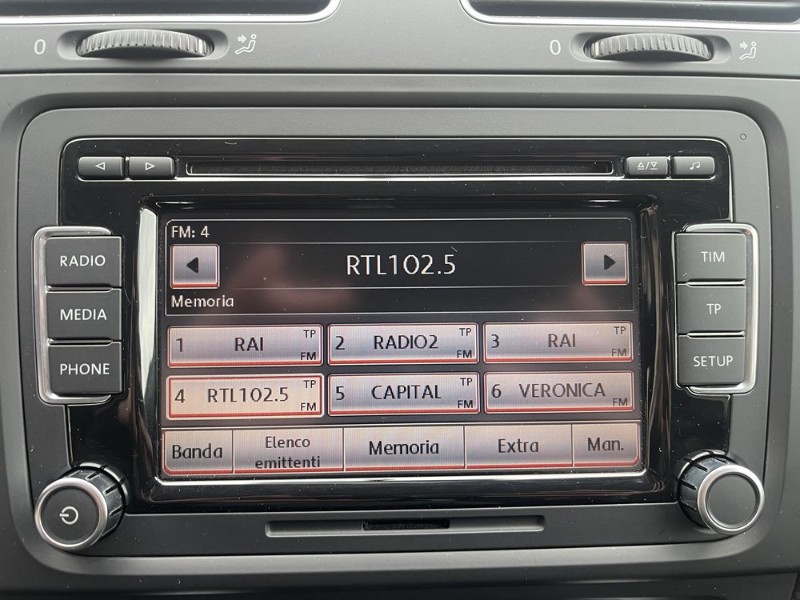 0
0
RADIO
MEDIA
PHONE
FM: 4
RTL102.5
Memoria
1 RAI TP FM
2 RADIO2 TP FM
3 RAI TP FM
4 RTL102.5 TP FM
5 CAPITAL TP FM
6 VERONICA FM
Banda
Elenco
emittenti
Memoria
Extra
Man.
TIM
TP
SETUP